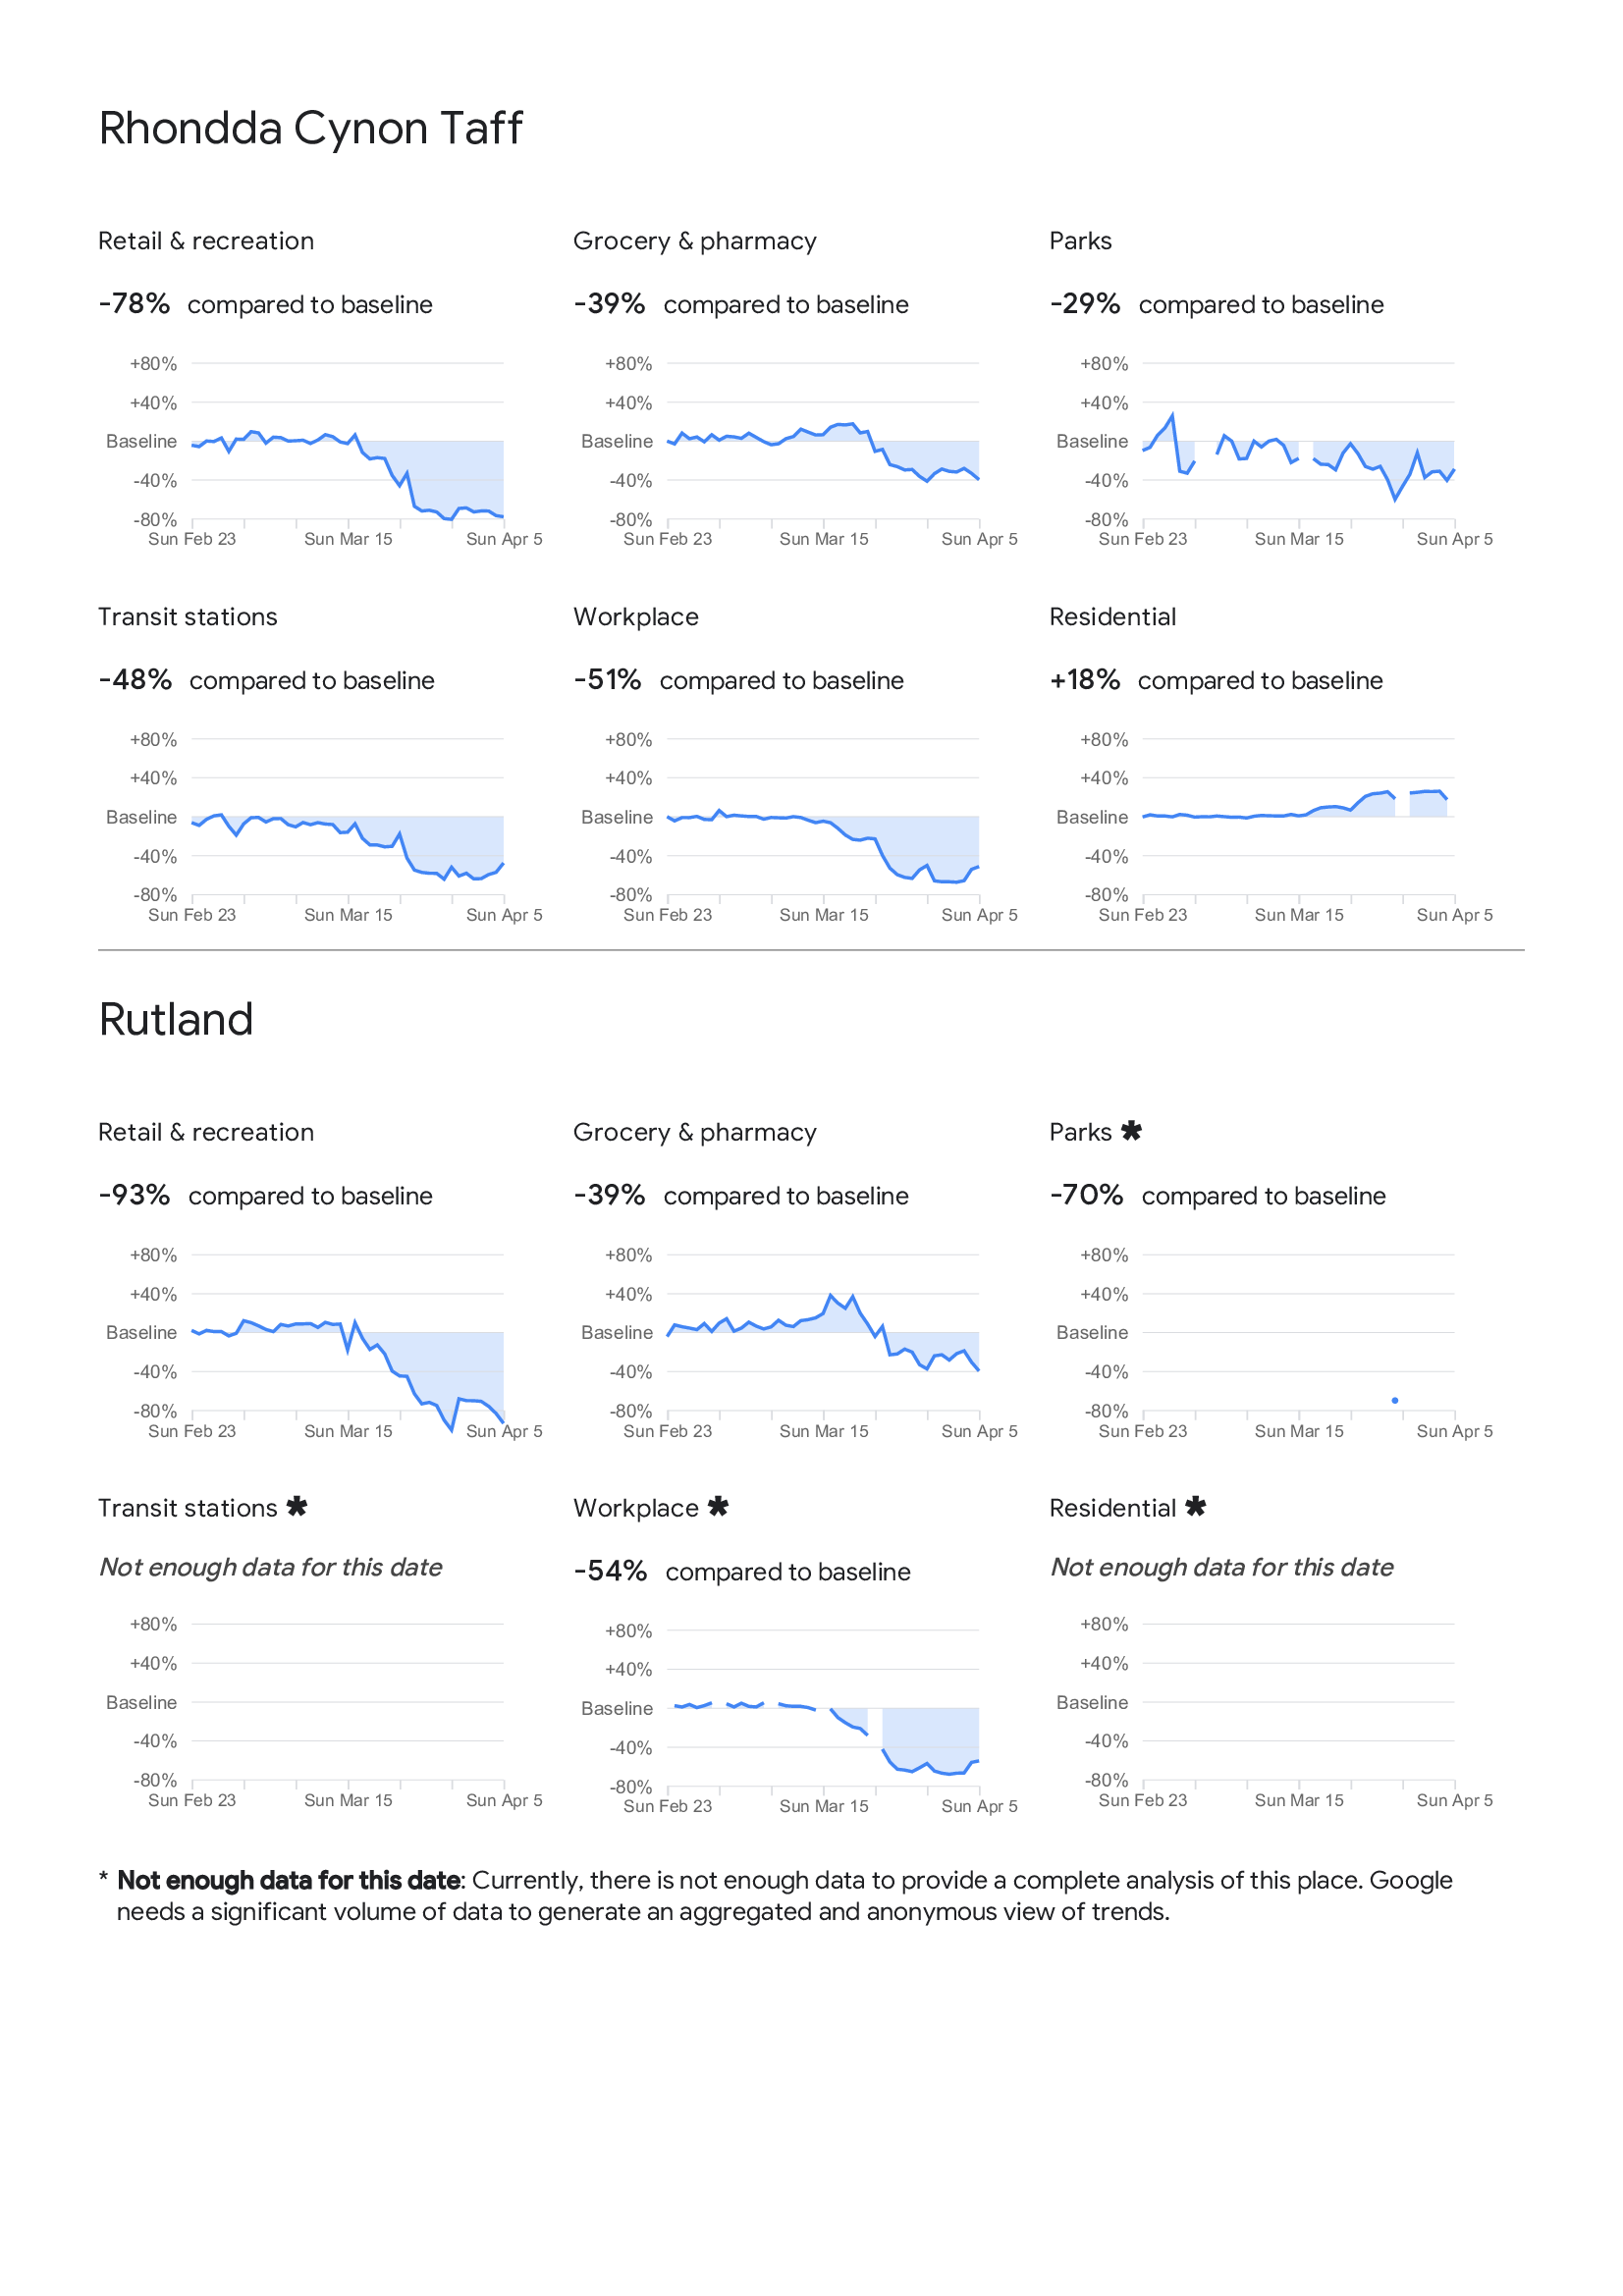 Rhondda Cynon Taff
Retail & recreation
-78% compared to baseline
+80%
+40%
Baseline
-40%
-80%
Sun Feb 23
Sun Mar 15
Sun Apr 5
Grocery & pharmacy
-39% compared to baseline
+80%
+40%
Baseline
-40%
-80%
Sun Feb 23
Sun Mar 15
Sun Apr 5
Parks
-29% compared to baseline
+80%
+40%
Baseline
-40%
-80%
Sun Feb 23
Sun Mar 15
Sun Apr 5
Transit stations
-48% compared to baseline
+80%
+40%
Baseline
-40%
-80%
Sun Feb 23
Sun Mar 15
Sun Apr 5
Workplace
-51% compared to baseline
+80%
+40%
Baseline
-40%
-80%
Sun Feb 23
Sun Mar 15
Sun Apr 5
Residential
+18% compared to baseline
+80%
+40%
Baseline
-40%
-80%
Sun Feb 23
Sun Mar 15
Sun Apr 5
Rutland
Retail & recreation
-93% compared to baseline
+80%
+40%
Baseline
-40%
-80%
Sun Feb 23
Sun Mar 15
Sun Apr 5
Grocery & pharmacy
-39% compared to baseline
+80%
+40%
Baseline
-40%
-80%
Sun Feb 23
Sun Mar 15
Sun Apr 5
Parks *
-70% compared to baseline
+80%
+40%
Baseline
-40%
-80%
Sun Feb 23
Sun Mar 15
Sun Apr 5
Transit stations *
Not enough data for this date
+80%
+40%
Baseline
-40%
-80%
Sun Feb 23
Sun Mar 15
Sun Apr 5
Workplace *
-54% compared to baseline
+80%
+40%
Baseline
-40%
-80%
Sun Feb 23
Sun Mar 15
Sun Apr 5
Residential *
Not enough data for this date
+80%
+40%
Baseline
-40%
-80%
Sun Feb 23
Sun Mar 15
Sun Apr 5
* Not enough data for this date: Currently, there is not enough data to provide a complete analysis of this place. Google
needs a significant volume of data to generate an aggregated and anonymous view of trends.